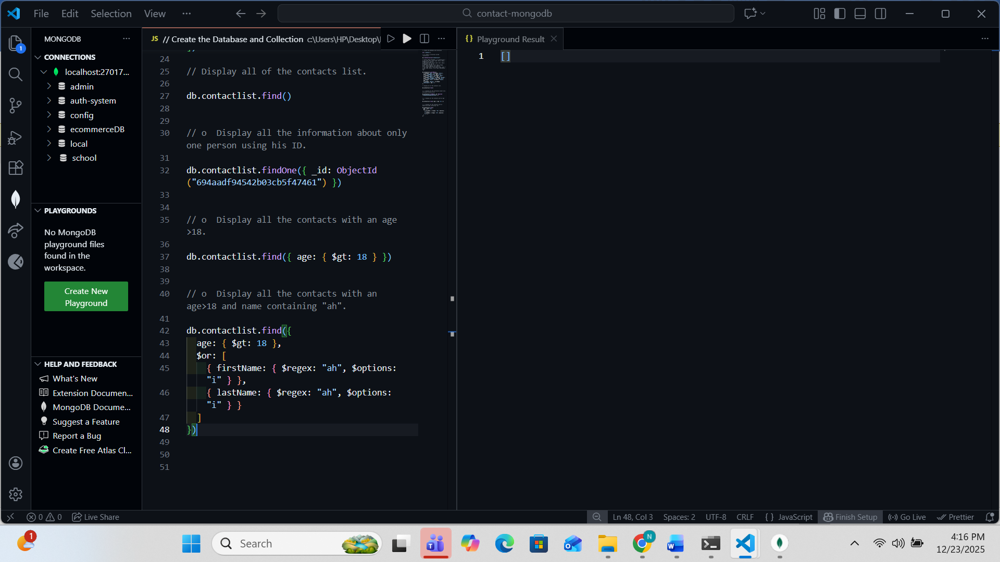 File Edit Selection View ···
contact-mongodb
MONGODB ···
CONNECTIONS
localhost:27017...
admin
auth-system
config
ecommerceDB
local
school
PLAYGROUNDS
No MongoDB
playground files
found in the
workspace.
Create New
Playground
HELP AND FEEDBACK
What's New
Extension Documen...
MongoDB Docume...
Suggest a Feature
Report a Bug
Create Free Atlas Cl...
1
JS // Create the Database and Collection c:\Users\HP\Desktop\
24
25 // Display all of the contacts list.
26
27 db.contactlist.find()
28
29
30 // o  Display all the information about only
one person using his ID.
31
32 db.contactlist.findOne({ _id: ObjectId
("694aadf94542b03cb5f47461") })
33
34
35 // o  Display all the contacts with an age
>18.
36
37 db.contactlist.find({ age: { $gt: 18 } })
38
39
40 // o  Display all the contacts with an
age>18 and name containing "ah".
41
42 db.contactlist.find({
43 age: { $gt: 18 },
44 $or: [
45 { firstName: { $regex: "ah", $options:
"i" } },
46 { lastName: { $regex: "ah", $options:
"i" } }
47 ]
48 })
49
50
51
{} Playground Result
1 []
0 0 Live Share
Ln 48, Col 3 Spaces: 2 UTF-8 CRLF {} JavaScript Finish Setup Go Live Prettier
1
Search
T
O
N
W
4:16 PM
12/23/2025